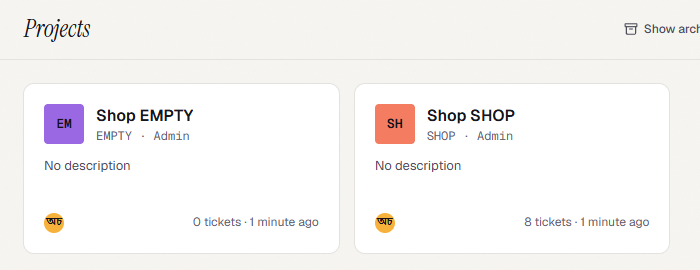 Projects
Show arch
EM
Shop EMPTY
EMPTY · Admin
No description
অচ
0 tickets · 1 minute ago
SH
Shop SHOP
SHOP · Admin
No description
অচ
8 tickets · 1 minute ago